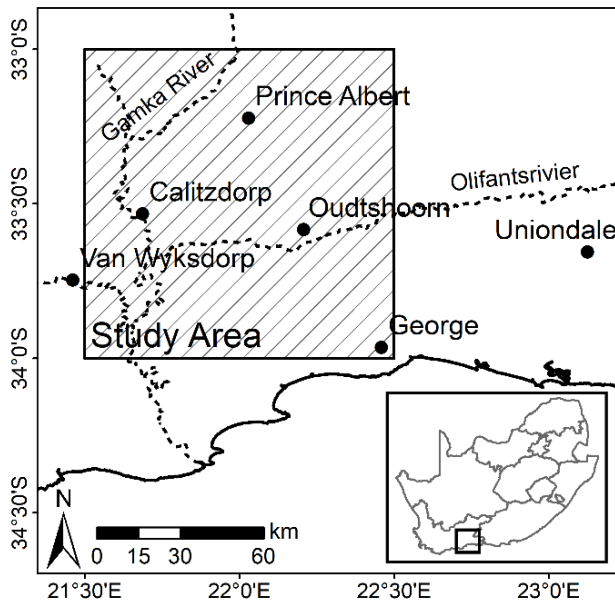 33°0'S
Gamka River
Prince Albert
33°30'S
Calitzdorp
Olifantsrivier
Oudtshoorn
Uniondale
Van Wyksdorp
Study Area
George
34°0'S
N
34°30'S
km
0 15 30 60
21°30'E 22°0'E 22°30'E 23°0'E